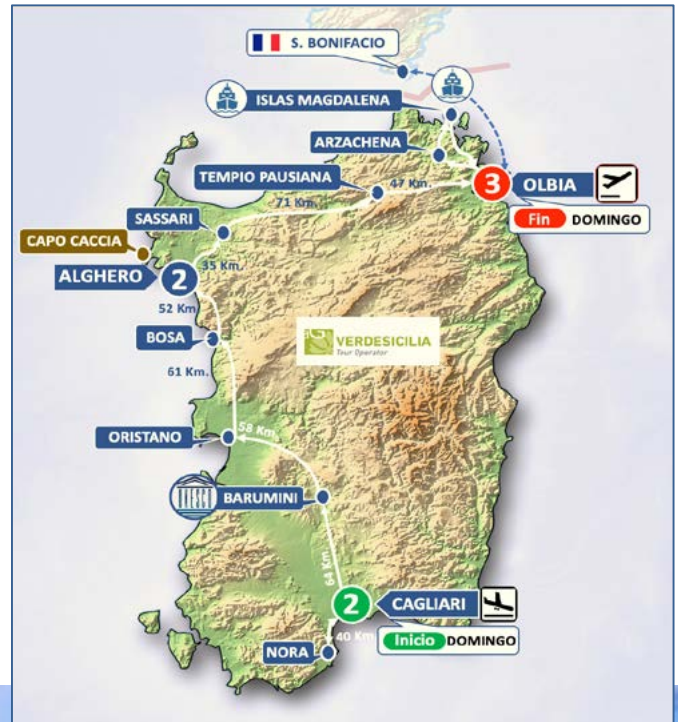 S. BONIFACIO
ISLAS MAGDALENA
ARZACHENA
TEMPIO PAUSIANA
47 Km.
3
OLBIA
71 Km.
Fin DOMINGO
SASSARI
CAPO CACCIA
35 Km.
ALGHERO
2
52 Km
BOSA
VERDESICILIA
Tour Operator
61 Km.
58 Km.
ORISTANO
UNESCO
BARUMINI
64 Km.
2
CAGLIARI
40 Km.
Inicio DOMINGO
NORA